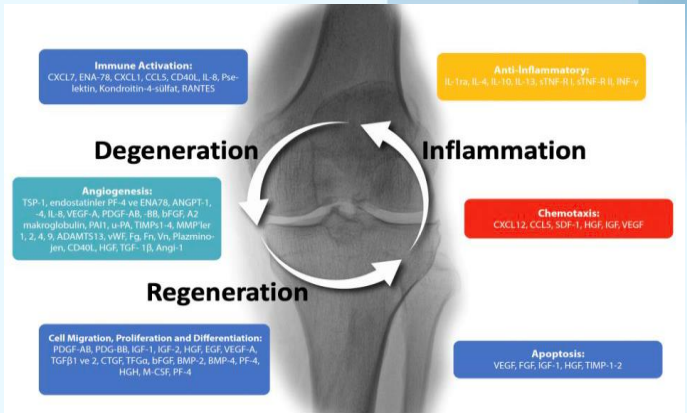 Immune Activation:
CXCL7, ENA-78, CXCL1, CCL5, CD40L, IL-8, Pse-
lektin, Kondroitin-4-sülfat, RANTES
Anti-Inflammatory:
IL-1ra, IL-4, IL-10, IL-13, sTNF-R I, sTNF-R II, INF-γ
Degeneration
Inflammation
Angiogenesis:
TSP-1, endostatinler PF-4 ve ENA78, ANGPT-1,
-4, IL-8, VEGF-A, PDGF-AB, -BB, bFGF, A2
makroglobulin, PAI1, u-PA, TIMPs1-4, MMP'ler
1, 2, 4, 9, ADAMTS13, vWF, Fg, Fn, Vn, Plazmino-
jen, CD40L, HGF, TGF- 1β, Angi-1
Chemotaxis:
CXCL12, CCL5, SDF-1, HGF, IGF, VEGF
Regeneration
Cell Migration, Proliferation and Differentiation:
PDGF-AB, PDG-BB, IGF-1, IGF-2, HGF, EGF, VEGF-A,
TGFβ1 ve 2, CTGF, TFGα, bFGF, BMP-2, BMP-4, PF-4,
HGH, M-CSF, PF-4
Apoptosis:
VEGF, FGF, IGF-1, HGF, TIMP-1-2